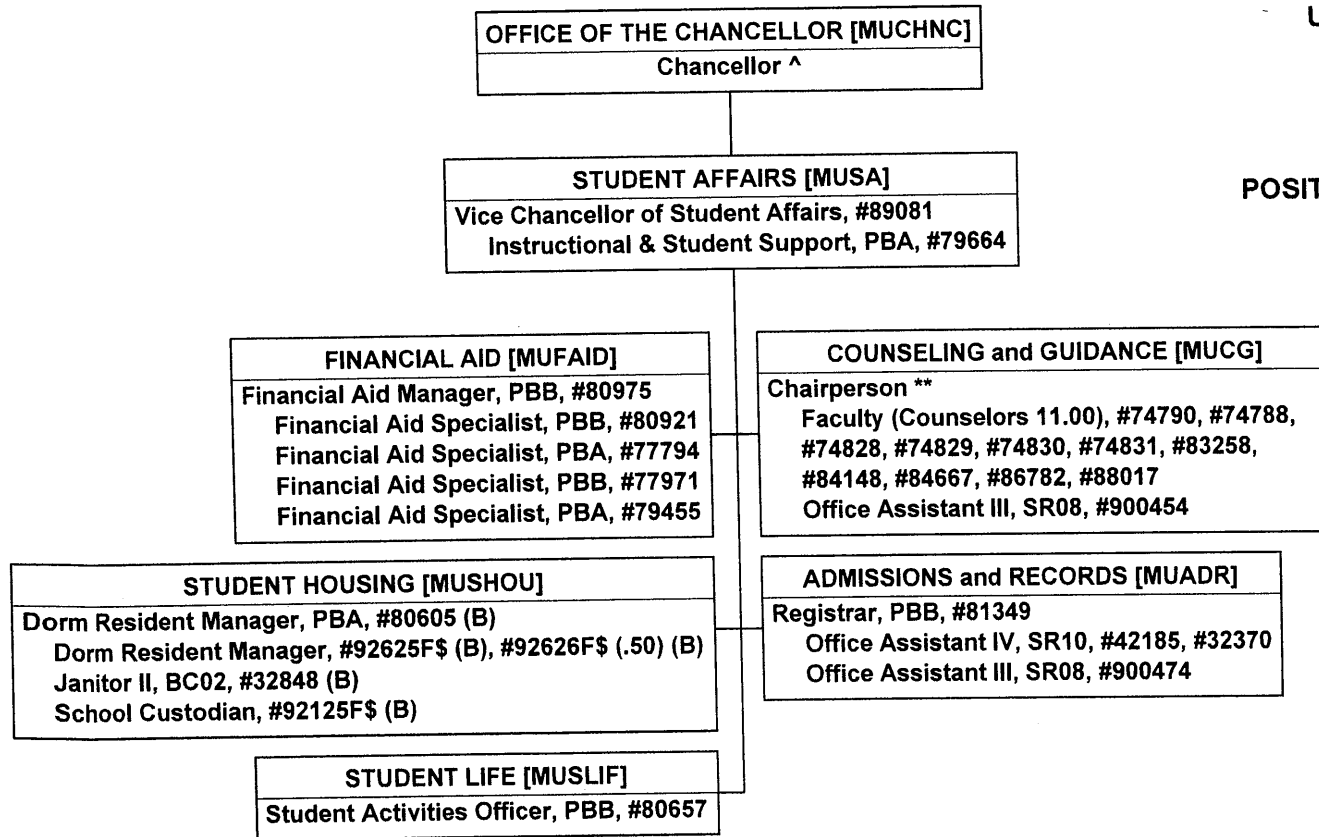 OFFICE OF THE CHANCELLOR [MUCHNC]
Chancellor ^
STUDENT AFFAIRS [MUSA]
Vice Chancellor of Student Affairs, #89081
Instructional & Student Support, PBA, #79664
POSIT
FINANCIAL AID [MUFAID]
Financial Aid Manager, PBB, #80975
Financial Aid Specialist, PBB, #80921
Financial Aid Specialist, PBA, #77794
Financial Aid Specialist, PBB, #77971
Financial Aid Specialist, PBA, #79455
COUNSELING and GUIDANCE [MUCG]
Chairperson **
Faculty (Counselors 11.00), #74790, #74788,
#74828, #74829, #74830, #74831, #83258,
#84148, #84667, #86782, #88017
Office Assistant III, SR08, #900454
STUDENT HOUSING [MUSHOU]
Dorm Resident Manager, PBA, #80605 (B)
Dorm Resident Manager, #92625F$ (B), #92626F$ (.50) (B)
Janitor II, BC02, #32848 (B)
School Custodian, #92125F$ (B)
ADMISSIONS and RECORDS [MUADR]
Registrar, PBB, #81349
Office Assistant IV, SR10, #42185, #32370
Office Assistant III, SR08, #900474
STUDENT LIFE [MUSLIF]
Student Activities Officer, PBB, #80657